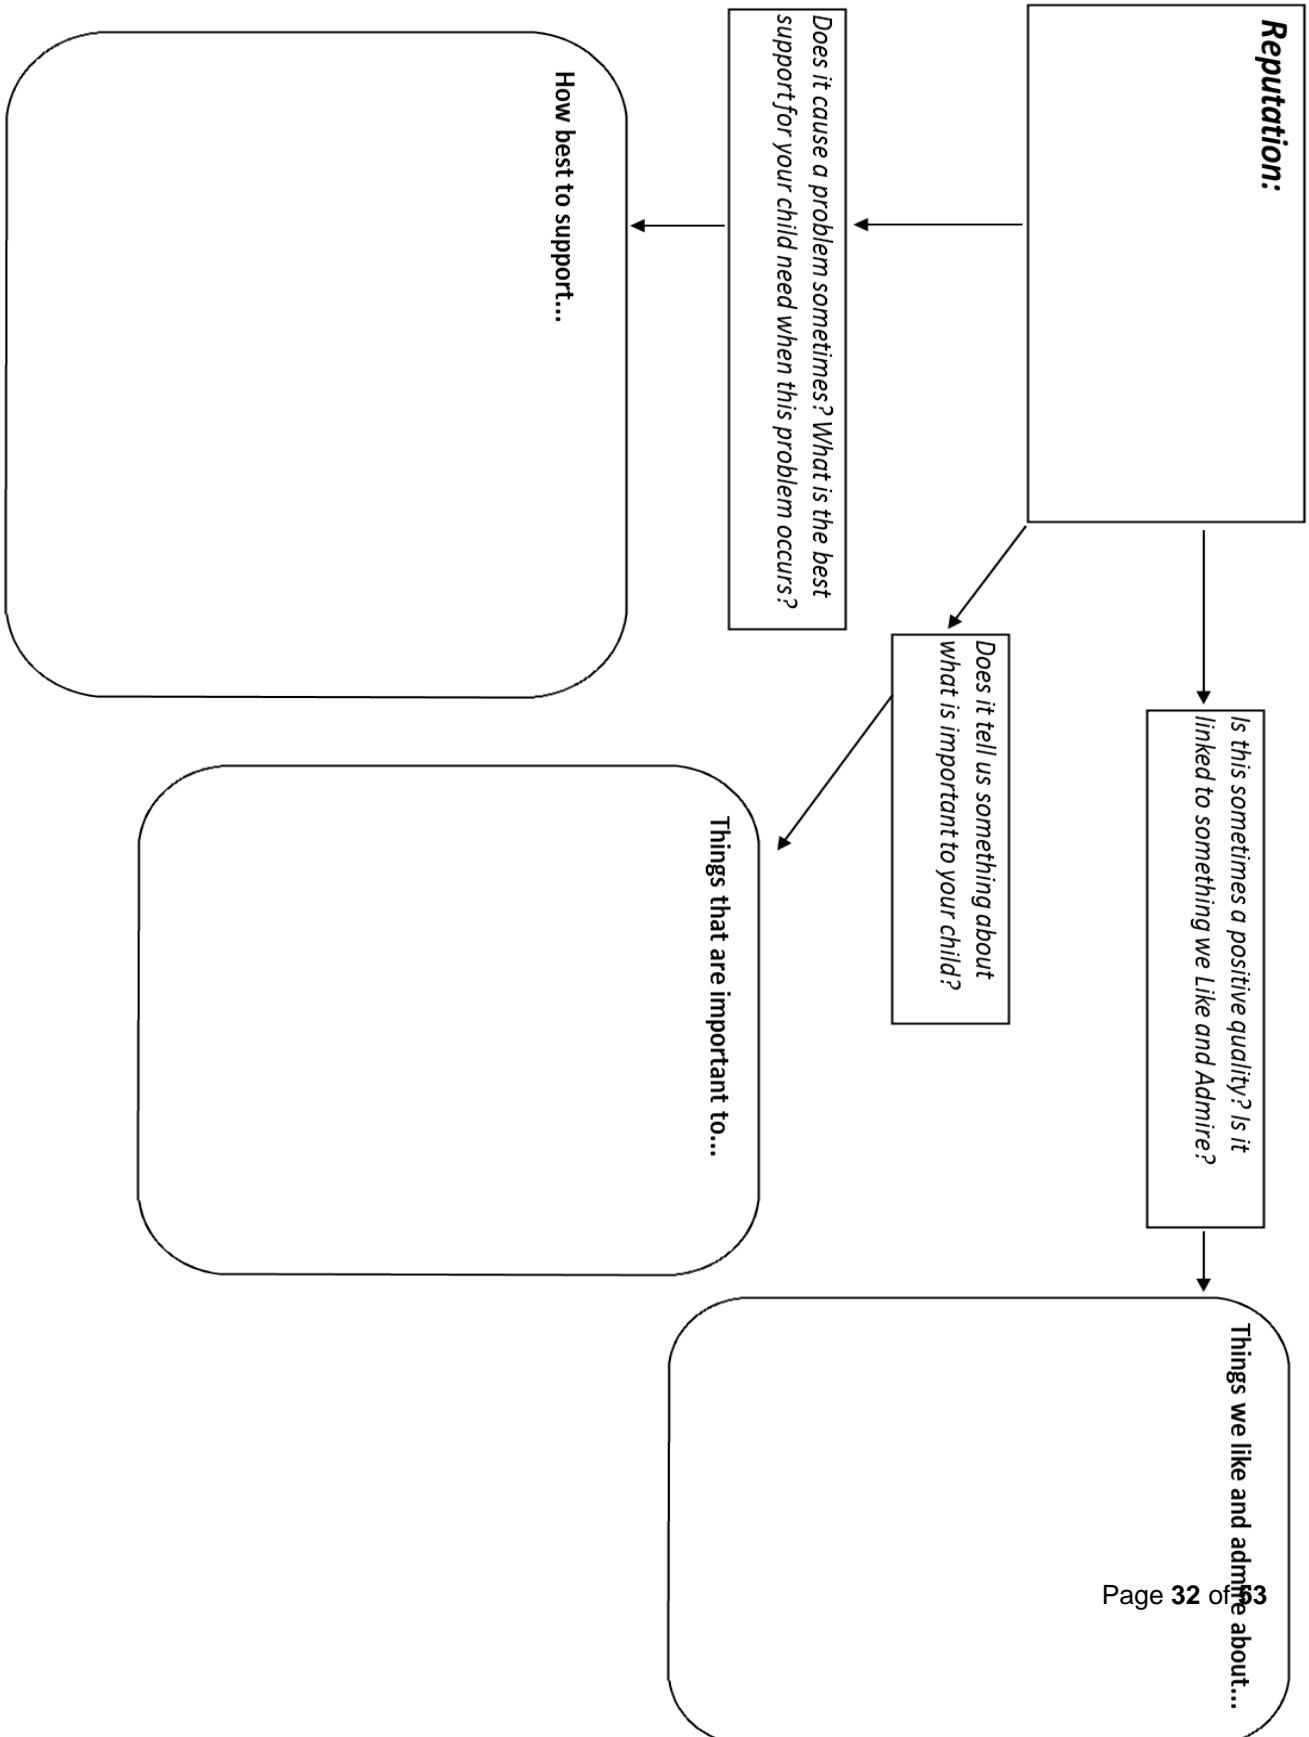 Reputation:
Is this sometimes a positive quality? Is it
linked to something we Like and Admire?
Things we like and admire about...
Does it tell us something about
what is important to your child?
Things that are important to...
Does it cause a problem sometimes? What is the best
support for your child need when this problem occurs?
How best to support...
Page 32 of 53